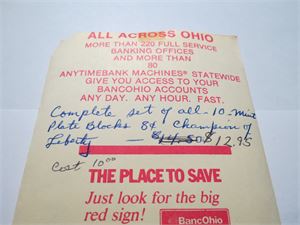 ALL ACROSS OHIO
MORE THAN 220 FULL SERVICE
BANKING OFFICES
AND MORE THAN
80
ANYTIMEBANK MACHINES® STATEWIDE
GIVE YOU ACCESS TO YOUR
BANCOHIO ACCOUNTS
ANY DAY. ANY HOUR. FAST.
Complete set of all-10-Mint
Plate Blocks 8¢ Champion of
Liberty — $14.50 $12.95
Cost 10.00
THE PLACE TO SAVE
Just look for the big
red sign!
BancOhio